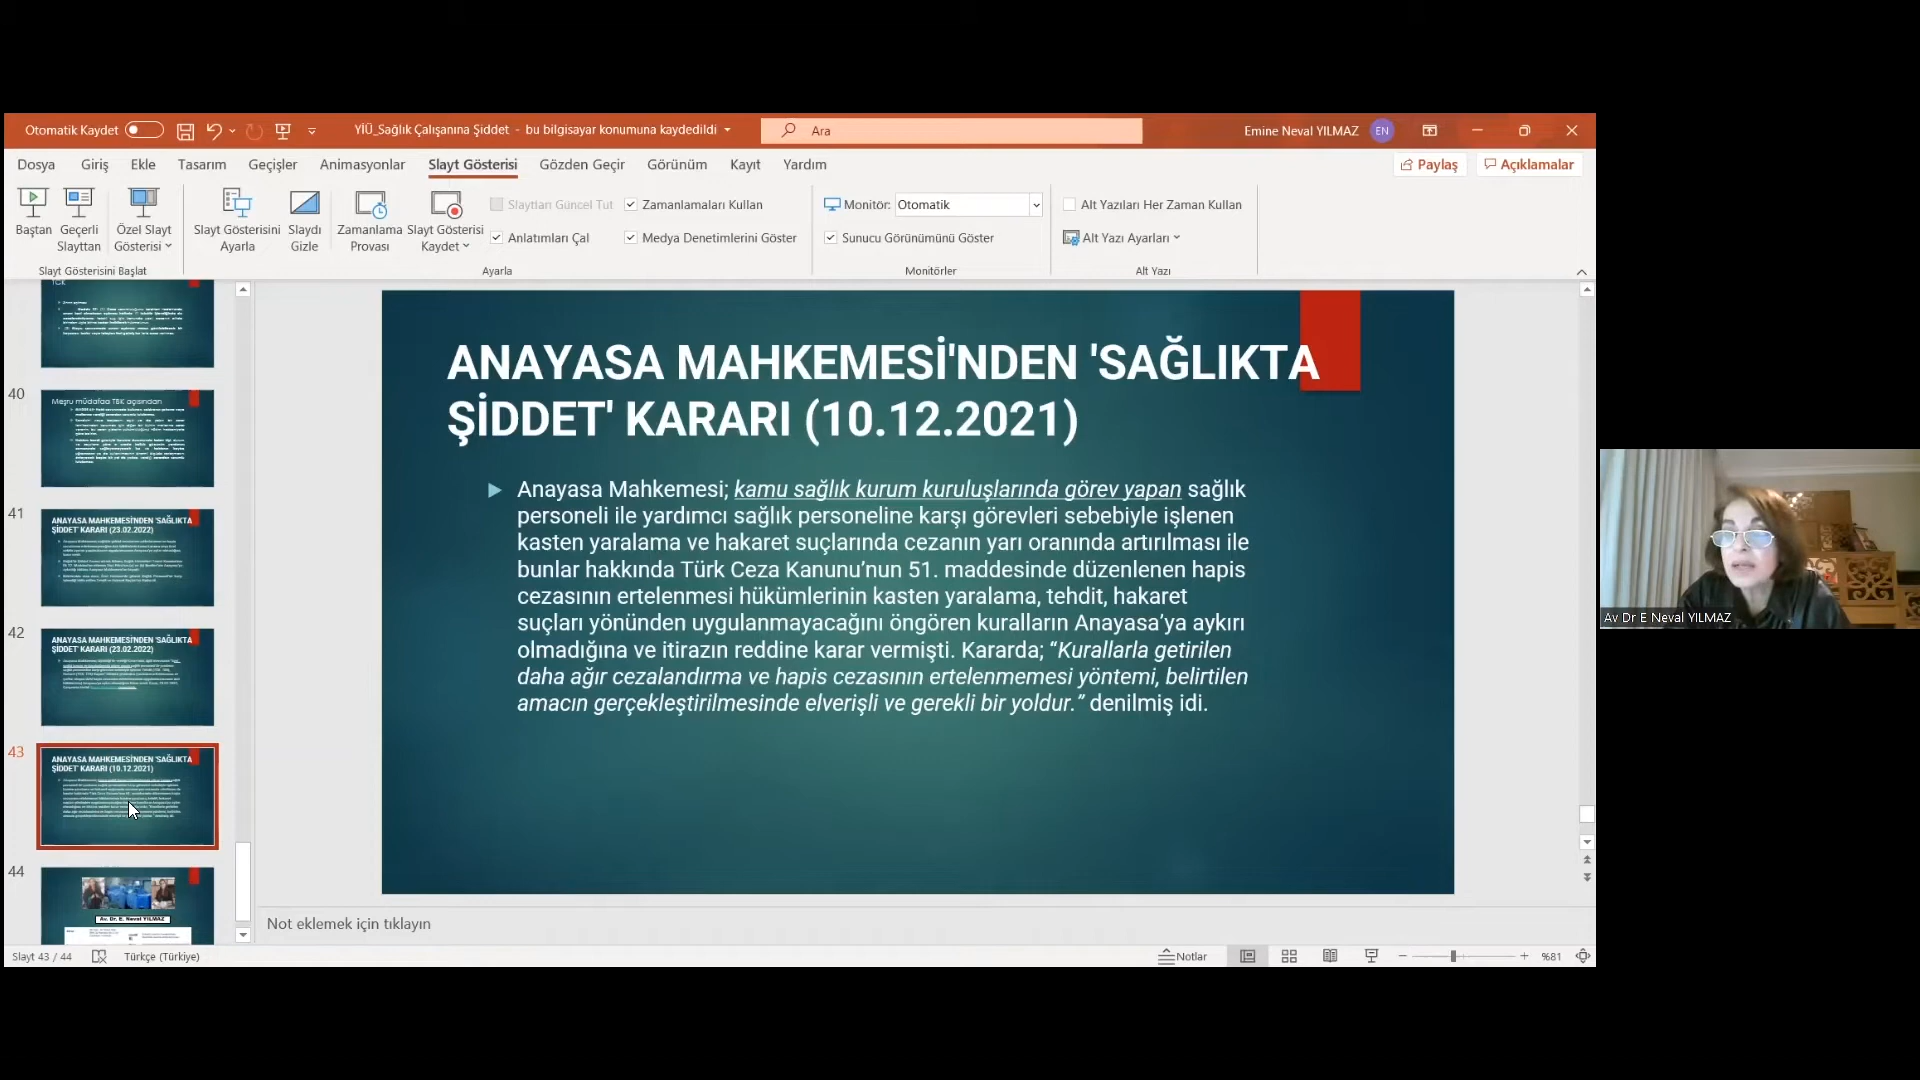 Otomatik Kaydet
YİÜ_Sağlık Çalışanına Şiddet - bu bilgisayar konumuna kaydedildi
Ara
Emine Neval YILMAZ
EN
Dosya
Giriş
Ekle
Tasarım
Geçişler
Animasyonlar
Slayt Gösterisi
Gözden Geçir
Görünüm
Kayıt
Yardım
Paylaş
Açıklamalar
Baştan
Geçerli
Slayttan
Özel Slayt
Gösterisi
Slayt Gösterisini Başlat
Slayt Gösterisini
Ayarla
Slaydı
Gizle
Zamanlama
Provası
Slayt Gösterisi
Kaydet
Slaytları Güncel Tut
Zamanlamaları Kullan
Anlatımları Çal
Medya Denetimlerini Göster
Ayarla
Monitör: Otomatik
Sunucu Görünümünü Göster
Monitörler
Alt Yazıları Her Zaman Kullan
Alt Yazı Ayarları
Alt Yazı
TCK
40
Meşru müdafaa TBK açısından
41
ANAYASA MAHKEMESİ'NDEN 'SAĞLIKTA
ŞİDDET' KARARI (23.02.2022)
42
ANAYASA MAHKEMESİ'NDEN 'SAĞLIKTA
ŞİDDET' KARARI (23.02.2022)
43
ANAYASA MAHKEMESİ'NDEN 'SAĞLIKTA
ŞİDDET' KARARI (10.12.2021)
44
Av. Dr. E. Neval YILMAZ
ANAYASA MAHKEMESİ'NDEN 'SAĞLIKTA
ŞİDDET' KARARI (10.12.2021)
Anayasa Mahkemesi; kamu sağlık kurum kuruluşlarında görev yapan sağlık
personeli ile yardımcı sağlık personeline karşı görevleri sebebiyle işlenen
kasten yaralama ve hakaret suçlarında cezanın yarı oranında artırılması ile
bunlar hakkında Türk Ceza Kanunu’nun 51. maddesinde düzenlenen hapis
cezasının ertelenmesi hükümlerinin kasten yaralama, tehdit, hakaret
suçları yönünden uygulanmayacağını öngören kuralların Anayasa’ya aykırı
olmadığına ve itirazın reddine karar vermişti. Kararda; “Kurallarla getirilen
daha ağır cezalandırma ve hapis cezasının ertelenmemesi yöntemi, belirtilen
amacın gerçekleştirilmesinde elverişli ve gerekli bir yoldur.” denilmiş idi.
Av Dr E Neval YILMAZ
Not eklemek için tıklayın
Slayt 43 / 44
Türkçe (Türkiye)
Notlar
%81